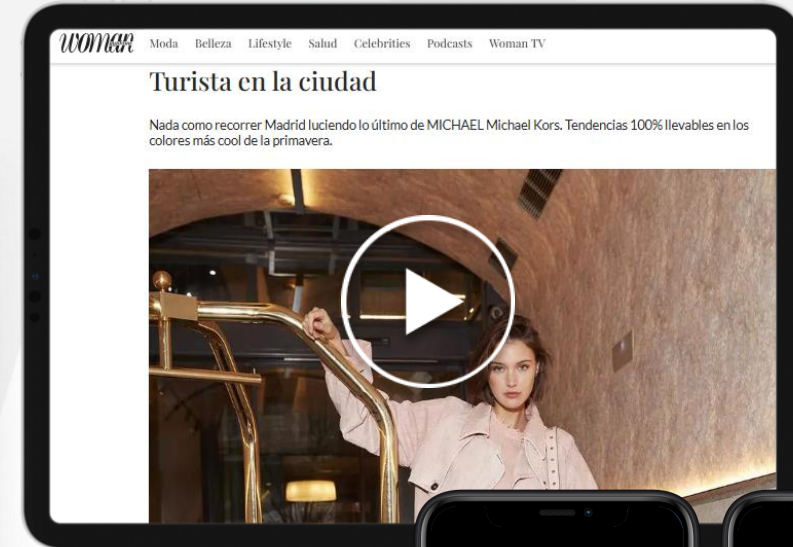 woman
Moda Belleza Lifestyle Salud Celebrities Podcasts Woman TV
Turista en la ciudad
Nada como recorrer Madrid luciendo lo último de MICHAEL Michael Kors. Tendencias 100% llevables en los
colores más cool de la primavera.